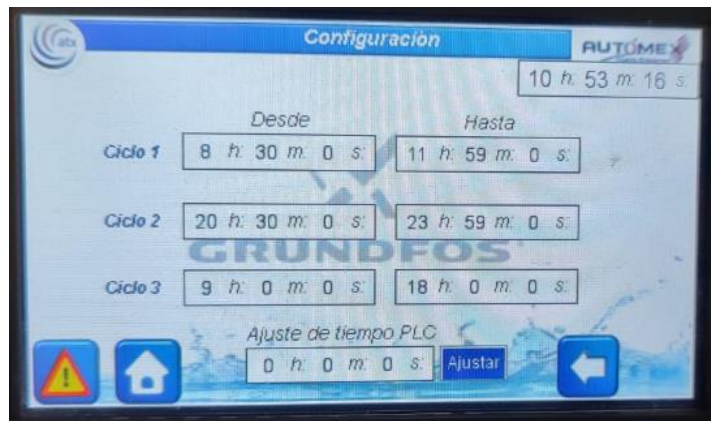 atx
Configuraciòn
AUTOMEX
10 h: 53 m: 16 s:
Desde Hasta
Ciclo 1 8 h: 30 m: 0 s: 11 h: 59 m: 0 s:
Ciclo 2 20 h: 30 m: 0 s: 23 h: 59 m: 0 s:
GRUNDFOS
Ciclo 3 9 h: 0 m: 0 s: 18 h: 0 m: 0 s:
Ajuste de tiempo PLC
0 h: 0 m: 0 s: Ajustar